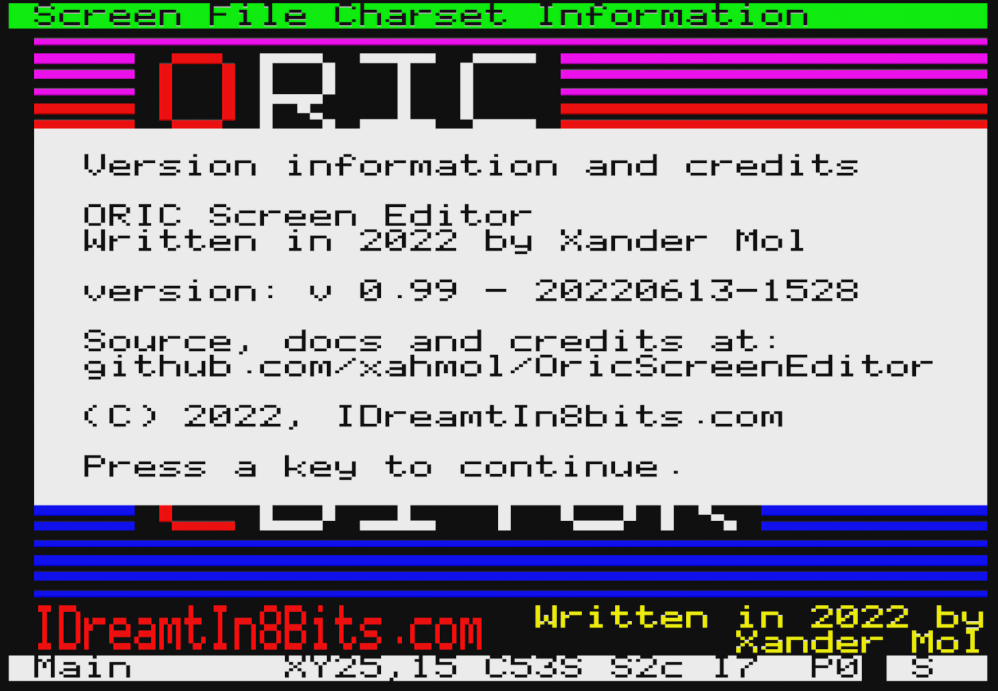 Screen File Charset Information
ORIC
Version information and credits
ORIC Screen Editor
Written in 2022 by Xander Mol
version: v 0.99 - 20220613-1528
Source, docs and credits at:
github.com/xahmol/OricScreenEditor
(C) 2022, IDreamtIn8bits.com
Press a key to continue.
EDITOR
IDreamtIn8Bits.com
Written in 2022 by
Xander Mol
Main XY25,15 C53S S2c I7 P0 S